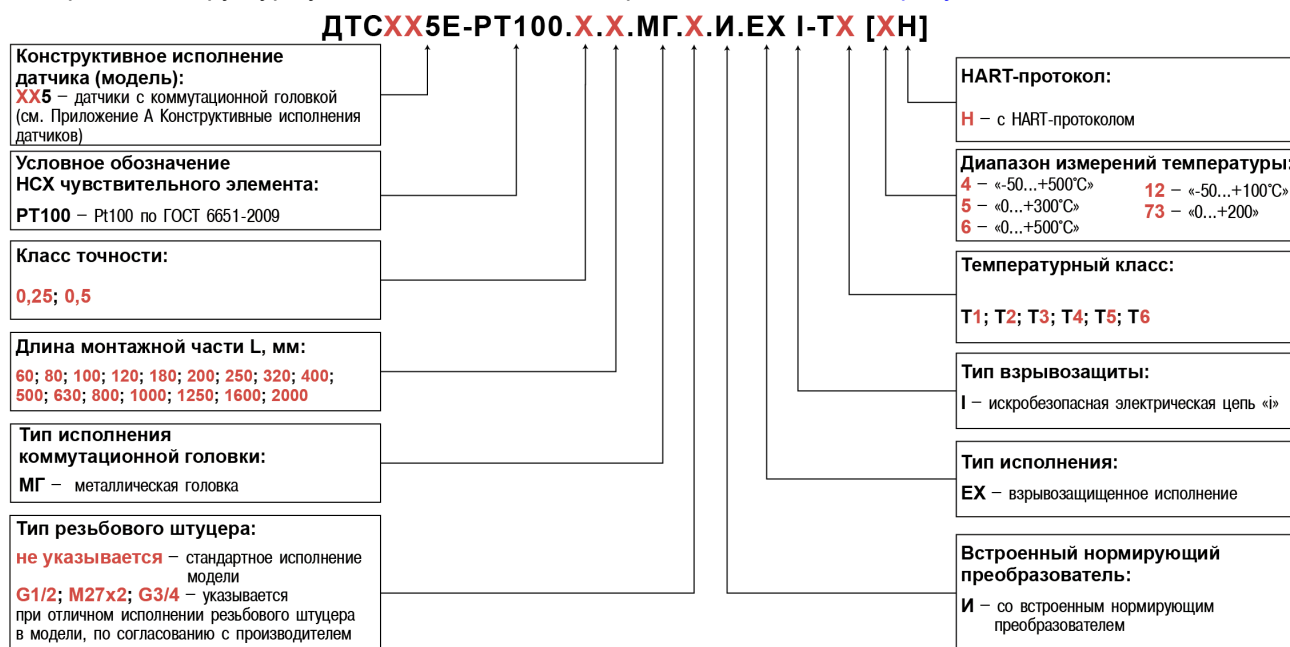 ДТСХХ5Е-РТ100.Х.Х.МГ.Х.И.ЕХ I-ТХ [ХН]
Конструктивное исполнение
датчика (модель):
ХХ5 – датчики с коммутационной головкой
(см. Приложение А Конструктивные исполнения
датчиков)
Условное обозначение
НСХ чувствительного элемента:
РТ100 – Pt100 по ГОСТ 6651-2009
Класс точности:
0,25; 0,5
Длина монтажной части L, мм:
60; 80; 100; 120; 180; 200; 250; 320; 400;
500; 630; 800; 1000; 1250; 1600; 2000
Тип исполнения
коммутационной головки:
МГ – металлическая головка
Тип резьбового штуцера:
не указывается – стандартное исполнение
модели
G1/2; M27x2; G3/4 – указывается
при отличном исполнении резьбового штуцера
в модели, по согласованию с производителем
HART-протокол:
Н – с HART-протоколом
Диапазон измерений температуры:
4 – «-50...+500°С»
12 – «-50...+100°С»
5 – «0...+300°С»
73 – «0...+200»
6 – «0...+500°С»
Температурный класс:
Т1; Т2; Т3; Т4; Т5; Т6
Тип взрывозащиты:
I – искробезопасная электрическая цепь «i»
Тип исполнения:
ЕХ – взрывозащищенное исполнение
Встроенный нормирующий
преобразователь:
И – со встроенным нормирующим
преобразователем